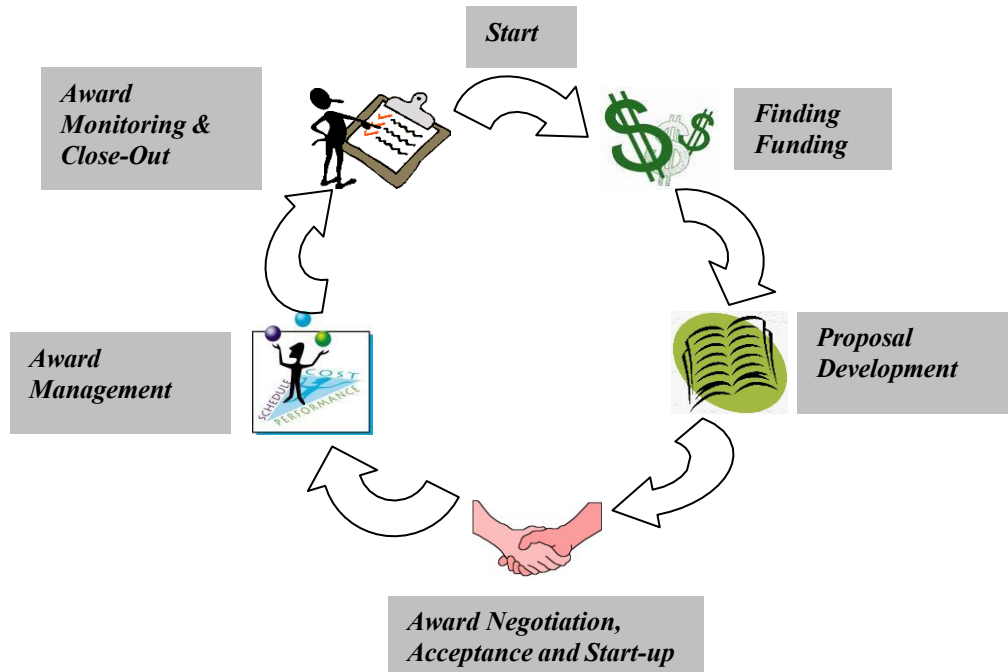 Start
Finding
Funding
Proposal
Development
Award Negotiation,
Acceptance and Start-up
Award
Management
SCHEDULE
COST
PERFORMANCE
Award
Monitoring &
Close-Out